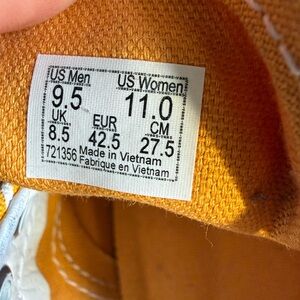 US Men US Women
9.5 11.0
UK EUR CM
8.5 42.5 27.5
721356 Made in Vietnam
Fabriqué en Vietnam